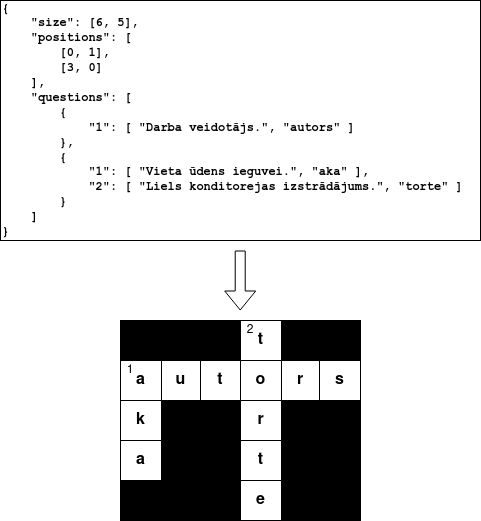 {
"size": [6, 5],
"positions": [
[0, 1],
[3, 0]
],
"questions": [
{
"1": [ "Darba veidotājs.", "autors" ]
},
{
"1": [ "Vieta ūdens ieguvei.", "aka" ],
"2": [ "Liels konditorejas izstrādājums.", "torte" ]
}
]
}
2 t
1 a u t o r s
k r
a t
e